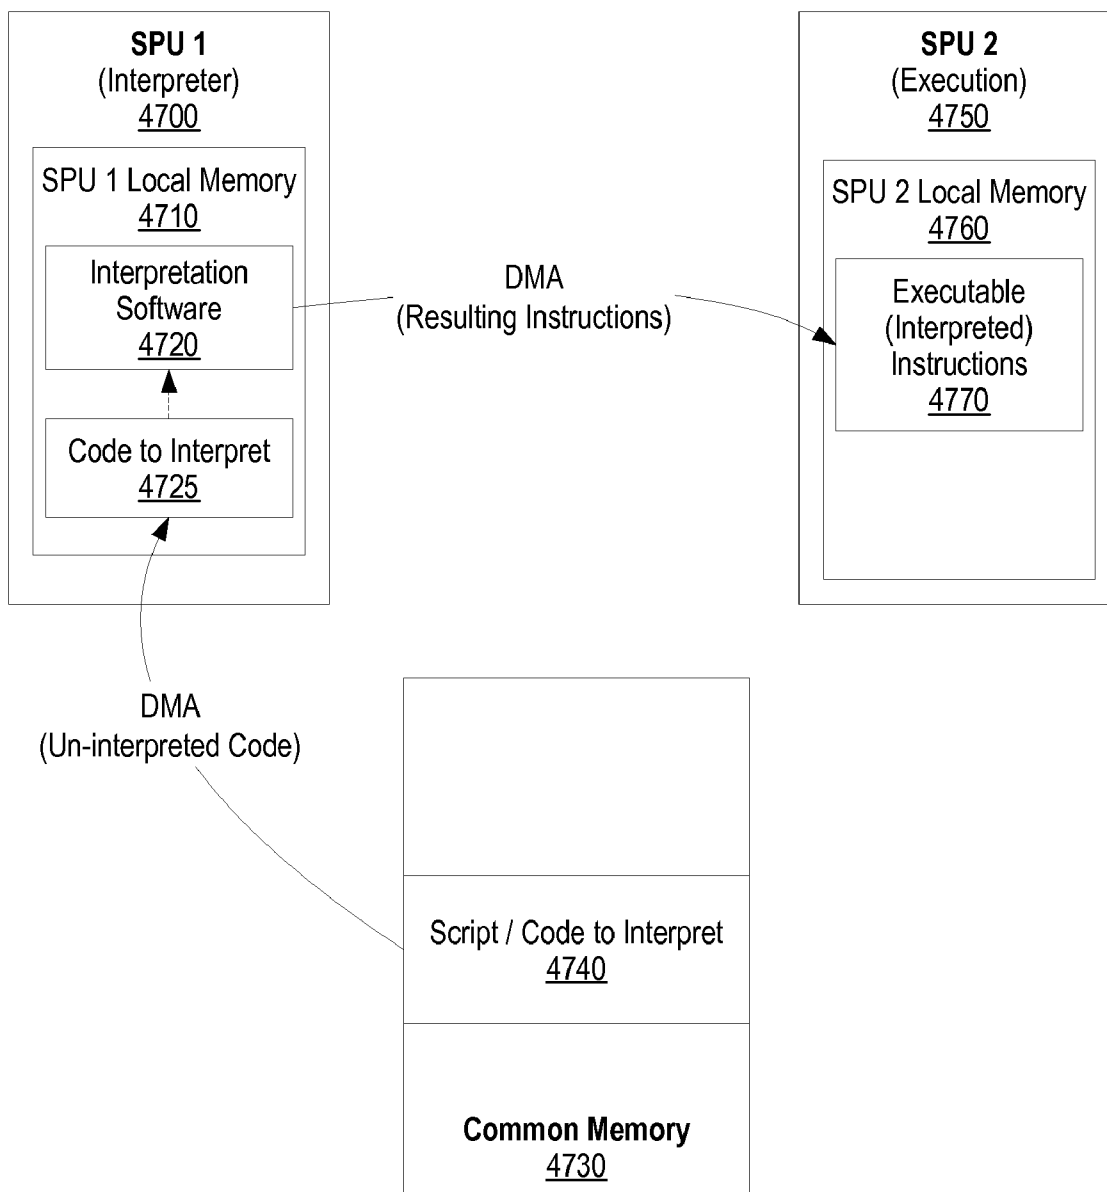 SPU 1
(Interpreter)
4700
SPU 1 Local Memory
4710
Interpretation
Software
4720
Code to Interpret
4725
DMA
(Resulting Instructions)
SPU 2
(Execution)
4750
SPU 2 Local Memory
4760
Executable
(Interpreted)
Instructions
4770
DMA
(Un-interpreted Code)
Script / Code to Interpret
4740
Common Memory
4730